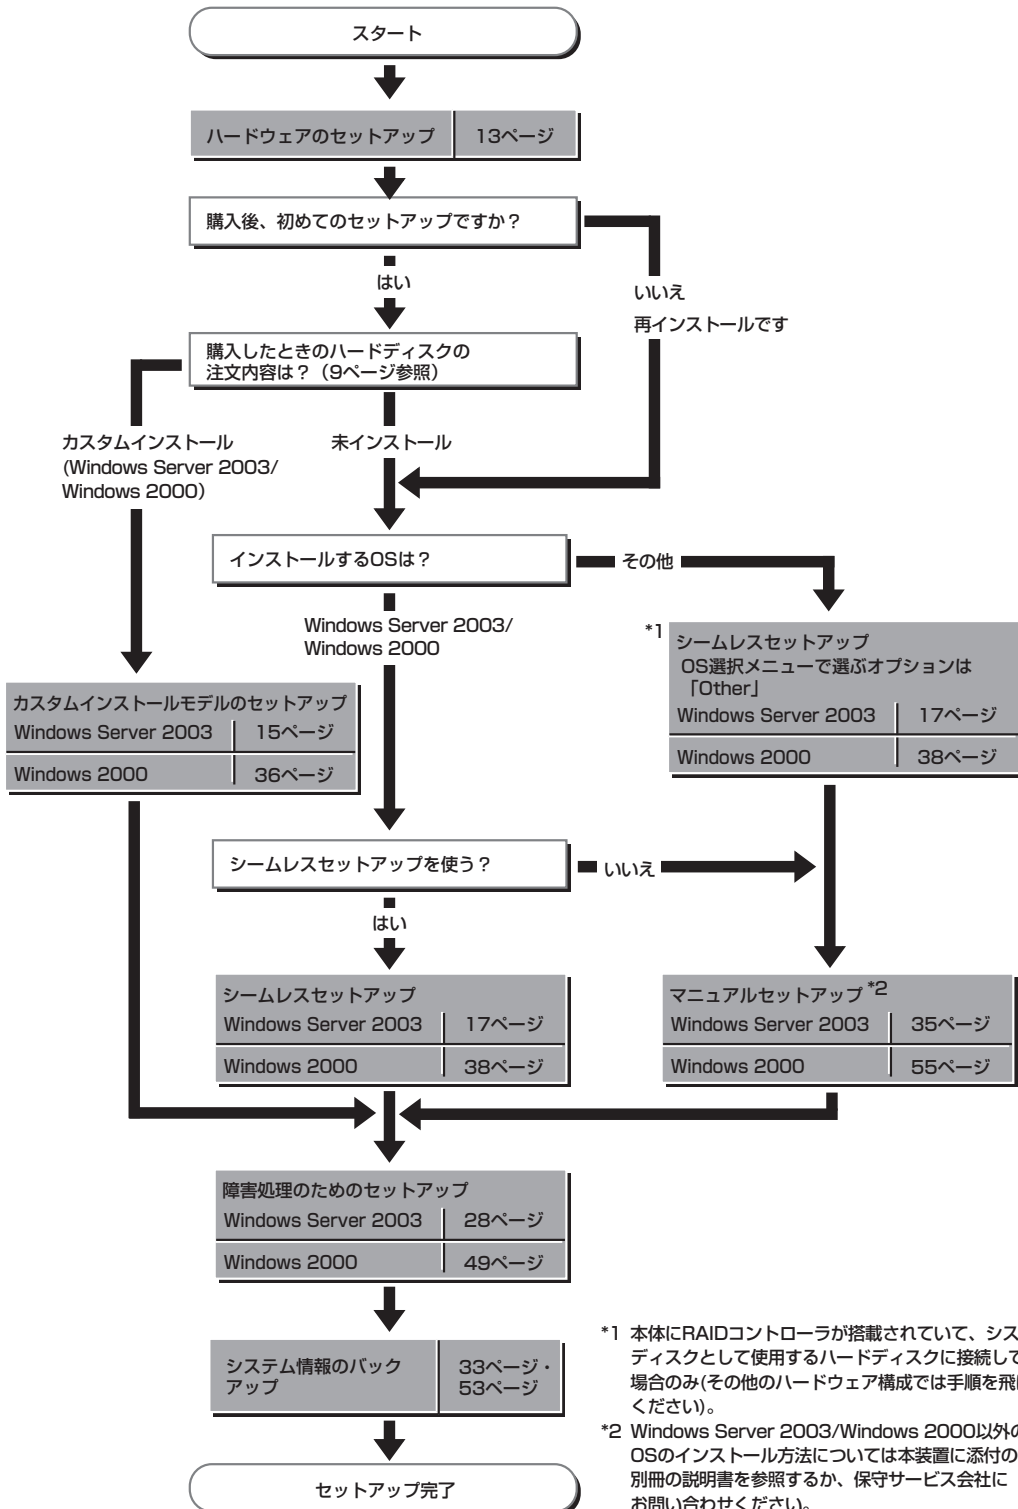 スタート
ハードウェアのセットアップ 13ページ
購入後、初めてのセットアップですか？
はい
いいえ
再インストールです
購入したときのハードディスクの
注文内容は？（9ページ参照）
カスタムインストール
(Windows Server 2003/
Windows 2000)
未インストール
インストールするOSは？
その他
Windows Server 2003/
Windows 2000
*1 シームレスセットアップ
OS選択メニューで選ぶオプションは
「Other」
Windows Server 2003 17ページ
Windows 2000 38ページ
カスタムインストールモデルのセットアップ
Windows Server 2003 15ページ
Windows 2000 36ページ
シームレスセットアップを使う？
いいえ
はい
シームレスセットアップ
Windows Server 2003 17ページ
Windows 2000 38ページ
マニュアルセットアップ *2
Windows Server 2003 35ページ
Windows 2000 55ページ
障害処理のためのセットアップ
Windows Server 2003 28ページ
Windows 2000 49ページ
システム情報のバック
アップ
33ページ・
53ページ
セットアップ完了
*1 本体にRAIDコントローラが搭載されていて、シス
ディスクとして使用するハードディスクに接続して
場合のみ(その他のハードウェア構成では手順を飛
ください)。
*2 Windows Server 2003/Windows 2000以外の
OSのインストール方法については本装置に添付の
別冊の説明書を参照するか、保守サービス会社に
お問い合わせください。